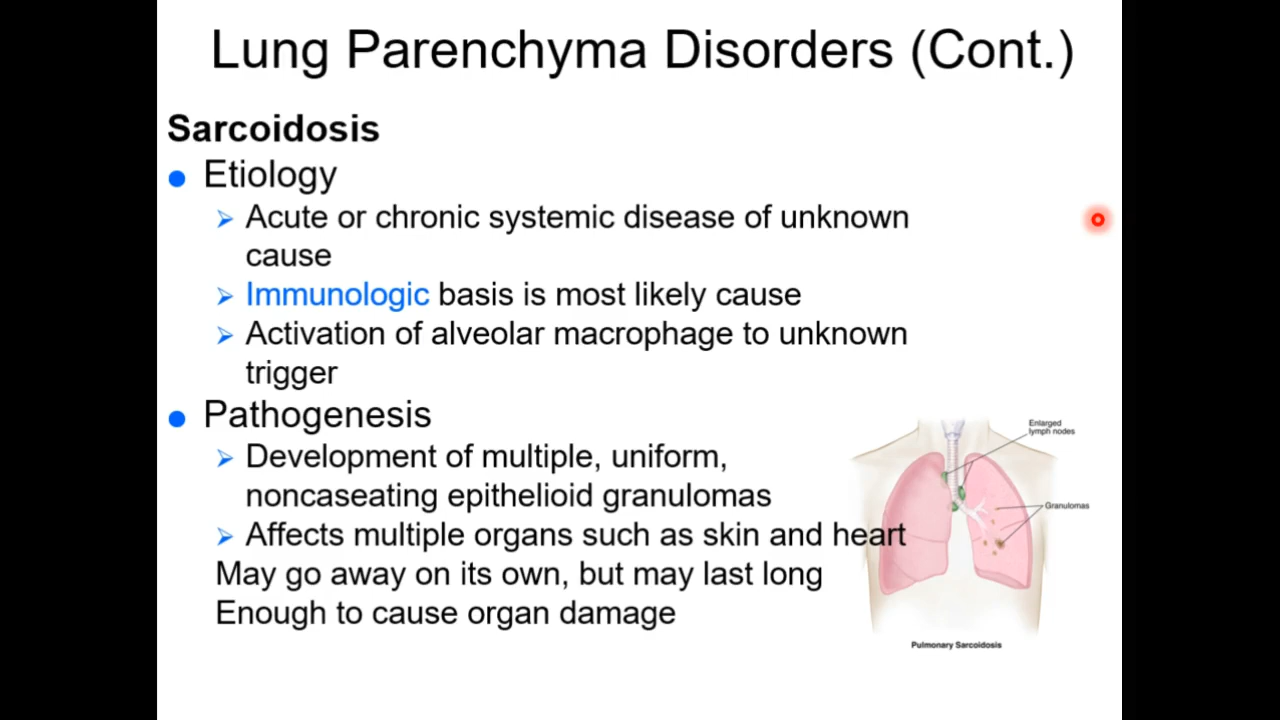 Lung Parenchyma Disorders (Cont.)
Sarcoidosis
Etiology
Acute or chronic systemic disease of unknown
cause
Immunologic basis is most likely cause
Activation of alveolar macrophage to unknown
trigger
Pathogenesis
Development of multiple, uniform,
noncaseating epithelioid granulomas
Affects multiple organs such as skin and heart
May go away on its own, but may last long
Enough to cause organ damage
Enlarged
lymph nodes
Granulomas
Pulmonary Sarcoidosis